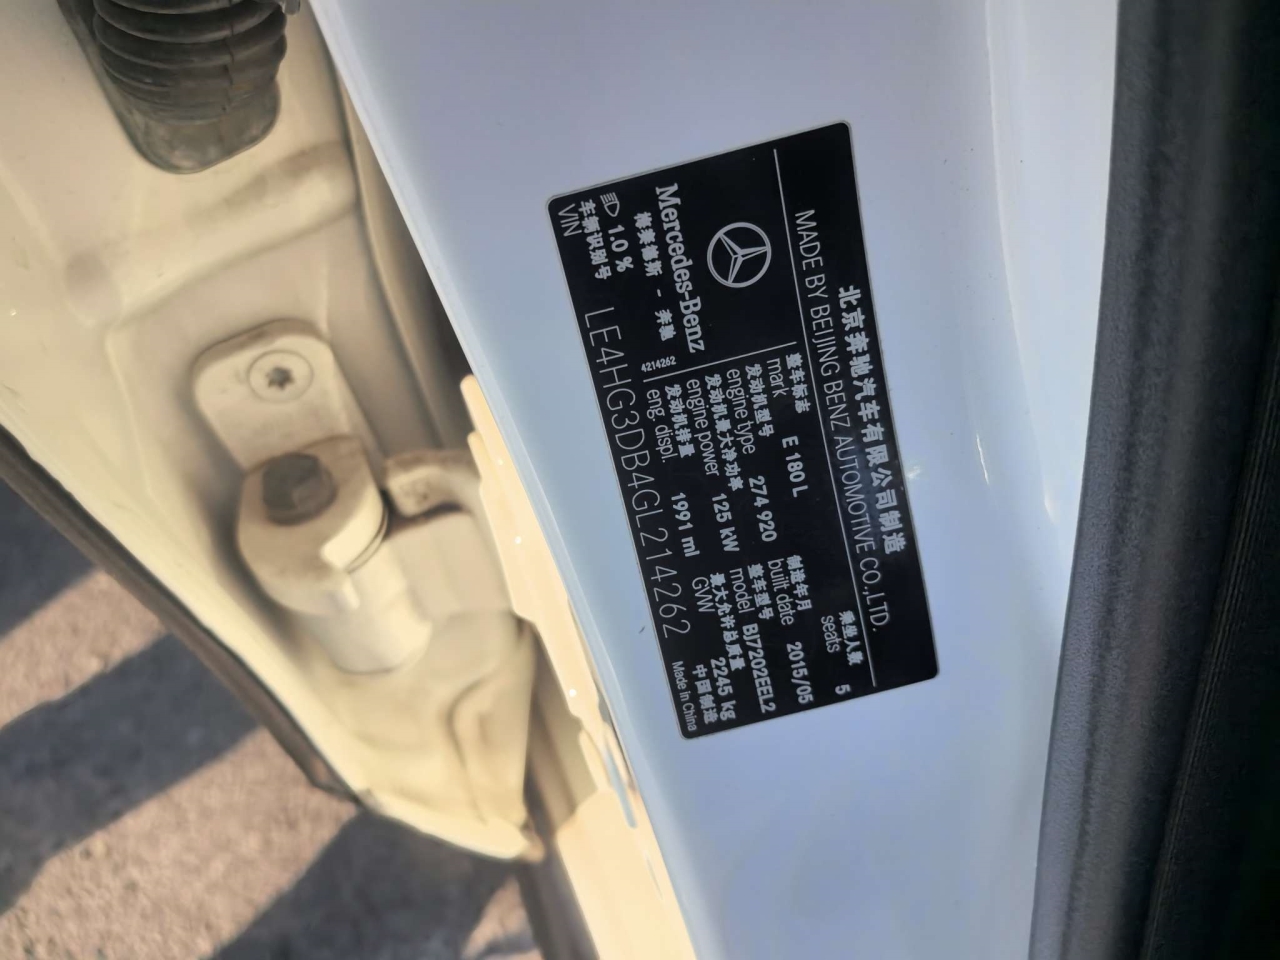 北京奔驰汽车有限公司制造
MADE BY BEIJING BENZ AUTOMOTIVE CO.,LTD.
乘坐人数
seats 5
整车标志
mark E 180 L
制造年月
built date 2015/05
发动机型号
engine type 274 920
整车型号
model BJ7202EEL2
发动机最大净功率
engine power 125 kW
最大允许总质量
GVW 2245 kg
发动机排量
eng. displ. 1991 ml
中国制造
Made in China
Mercedes-Benz
梅赛德斯 - 奔驰
4214262
1.0 %
车辆识别号
VIN LE4HG3DB4GL214262